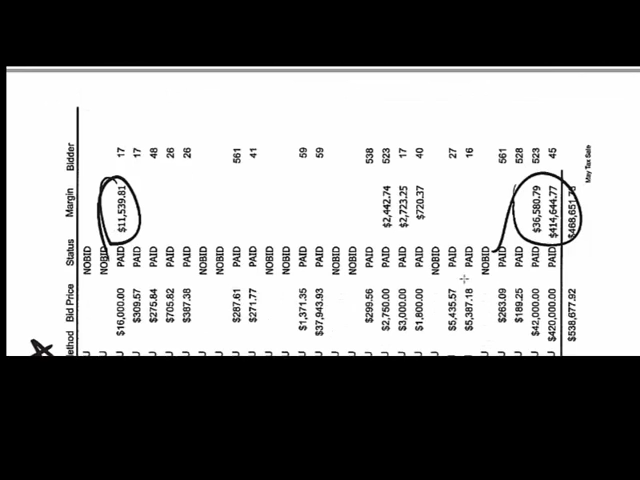 ethod Bid Price Status Margin Bidder
U NOBID
U NOBID
U $16,000.00 PAID $11,539.81 17
U $309.57 PAID 17
U $275.84 PAID 48
U $705.82 PAID 26
U $387.38 PAID 26
U NOBID
U NOBID
U $287.61 PAID 561
U $271.77 PAID 41
U NOBID
U NOBID
U $1,371.35 PAID 59
U $37,943.93 PAID 59
U NOBID
U NOBID
U $299.56 PAID 538
U $2,750.00 PAID $2,442.74 523
U $3,000.00 PAID $2,723.25 17
U $1,800.00 PAID $720.37 40
U NOBID
U $5,435.57 PAID 27
U $5,387.18 PAID 16
U NOBID
U $263.09 PAID 561
U $189.25 PAID 528
U $42,000.00 PAID $36,580.79 523
U $420,000.00 PAID $414,644.77 45
$538,677.92
May Tax Sale